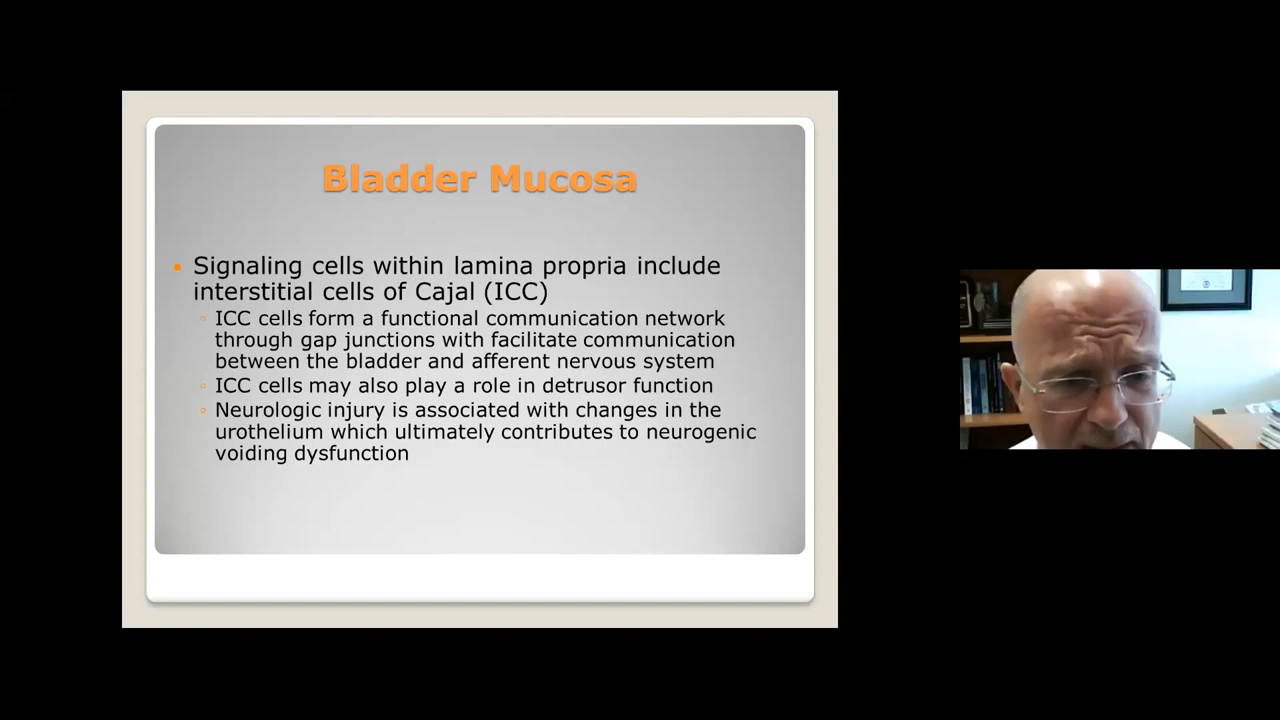 Bladder Mucosa
Signaling cells within lamina propria include
interstitial cells of Cajal (ICC)
ICC cells form a functional communication network
through gap junctions with facilitate communication
between the bladder and afferent nervous system
ICC cells may also play a role in detrusor function
Neurologic injury is associated with changes in the
urothelium which ultimately contributes to neurogenic
voiding dysfunction